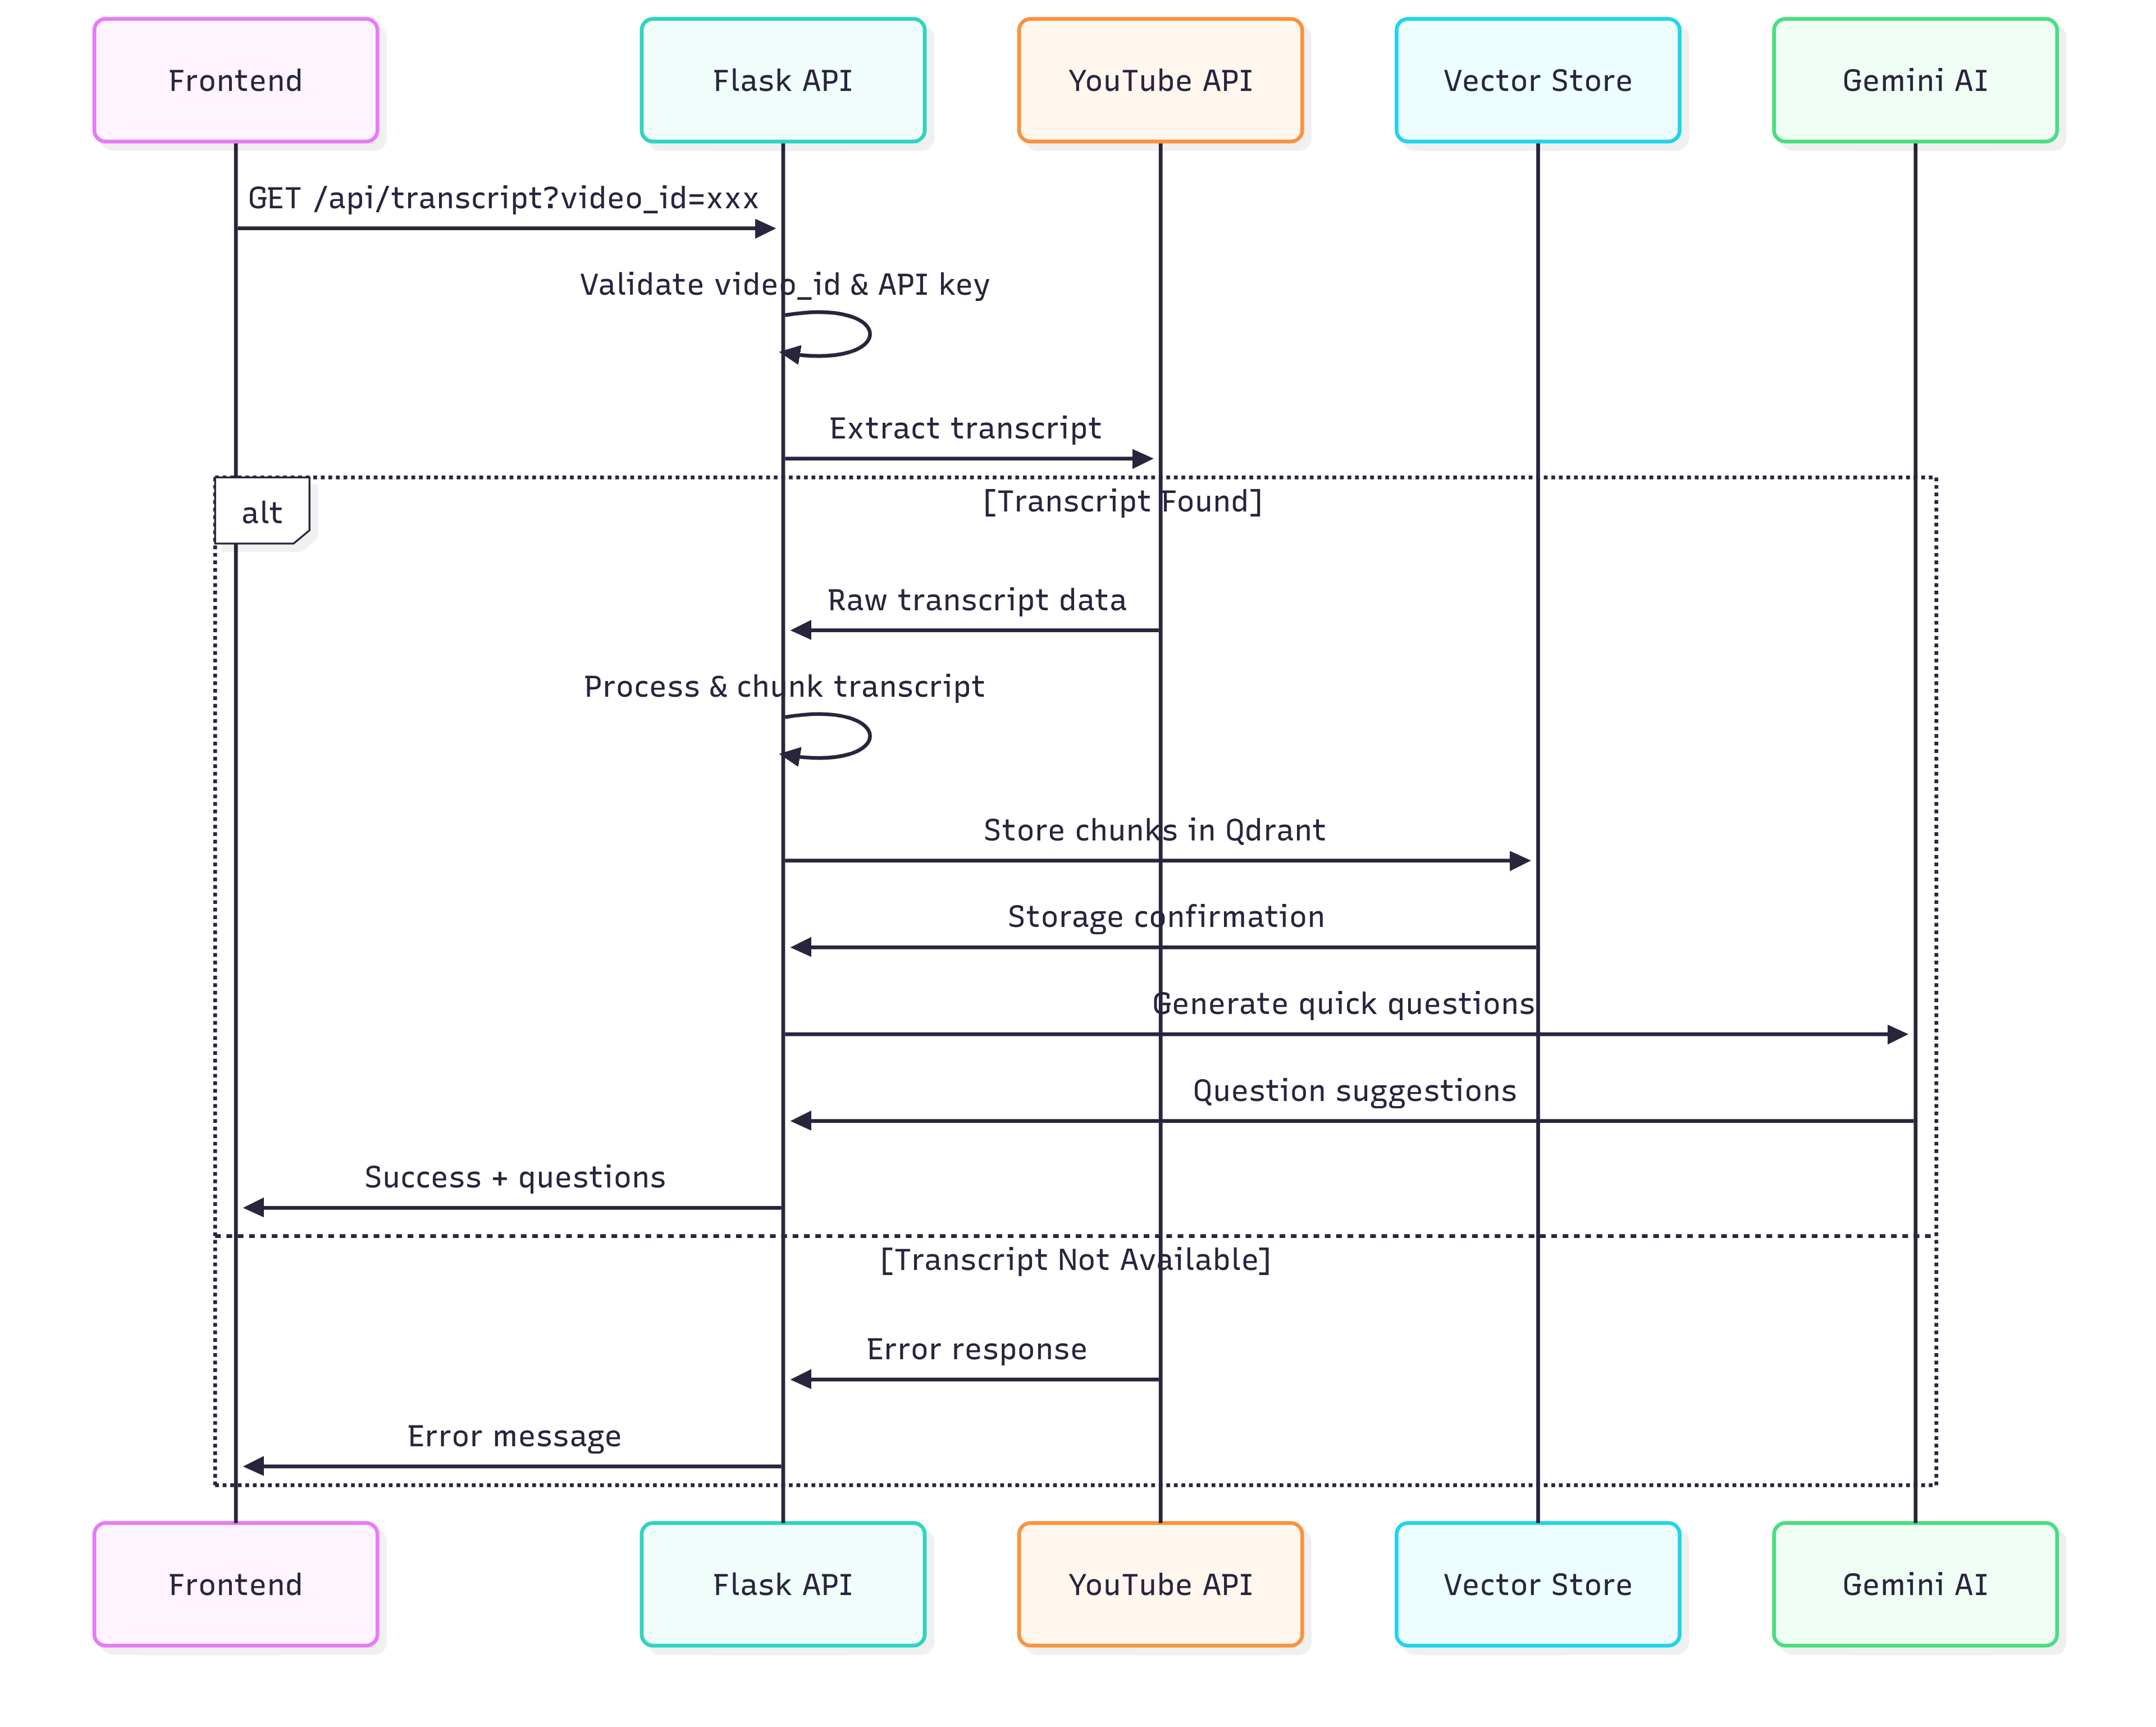 Frontend
Flask API
YouTube API
Vector Store
Gemini AI
GET /api/transcript?video_id=xxx
Validate video_id & API key
Extract transcript
alt
[Transcript Found]
Raw transcript data
Process & chunk transcript
Store chunks in Qdrant
Storage confirmation
Generate quick questions
Question suggestions
Success + questions
[Transcript Not Available]
Error response
Error message
Frontend
Flask API
YouTube API
Vector Store
Gemini AI